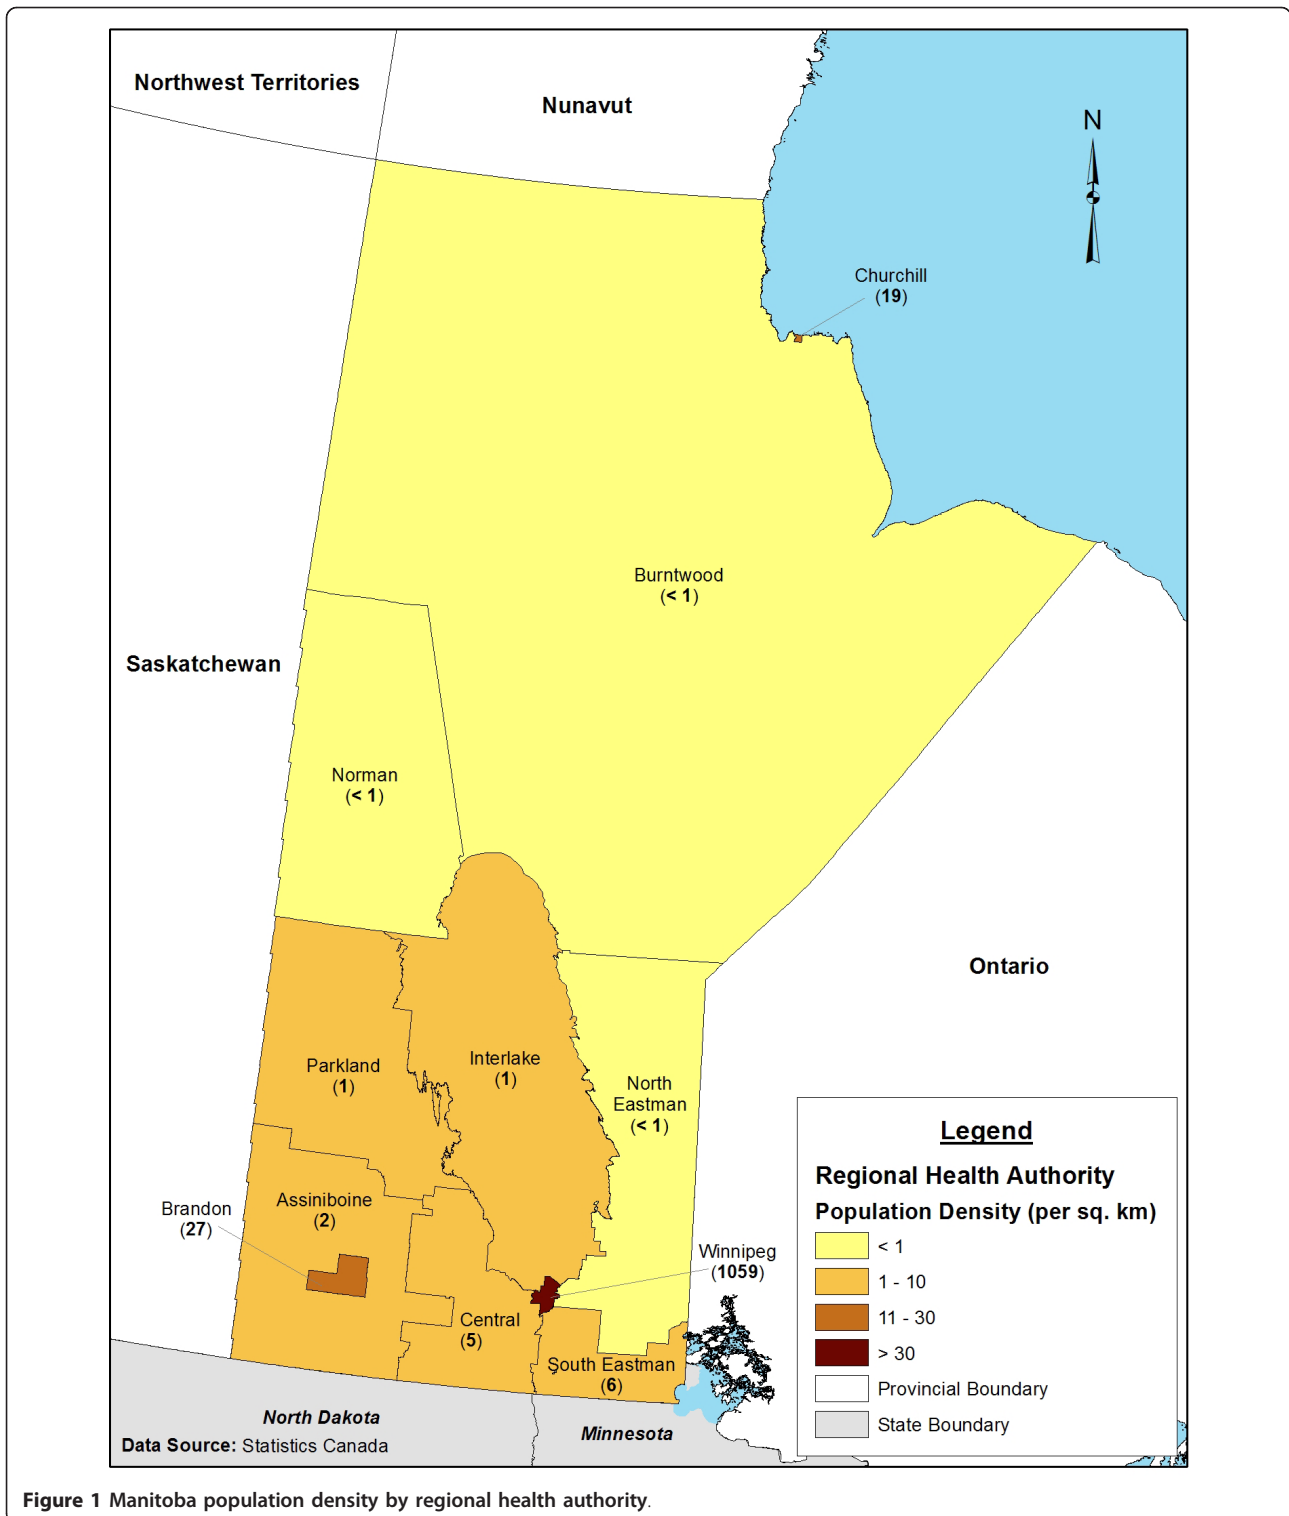 Northwest Territories
Nunavut
N
Churchill
(19)
Burntwood
(< 1)
Saskatchewan
Norman
(< 1)
Ontario
Parkland
(1)
Interlake
(1)
North
Eastman
(< 1)
Assiniboine
(2)
Brandon
(27)
Winnipeg
(1059)
Central
(5)
South Eastman
(6)
North Dakota
Minnesota
Data Source: Statistics Canada
Legend
Regional Health Authority
Population Density (per sq. km)
< 1
1 - 10
11 - 30
> 30
Provincial Boundary
State Boundary
Figure 1 Manitoba population density by regional health authority.